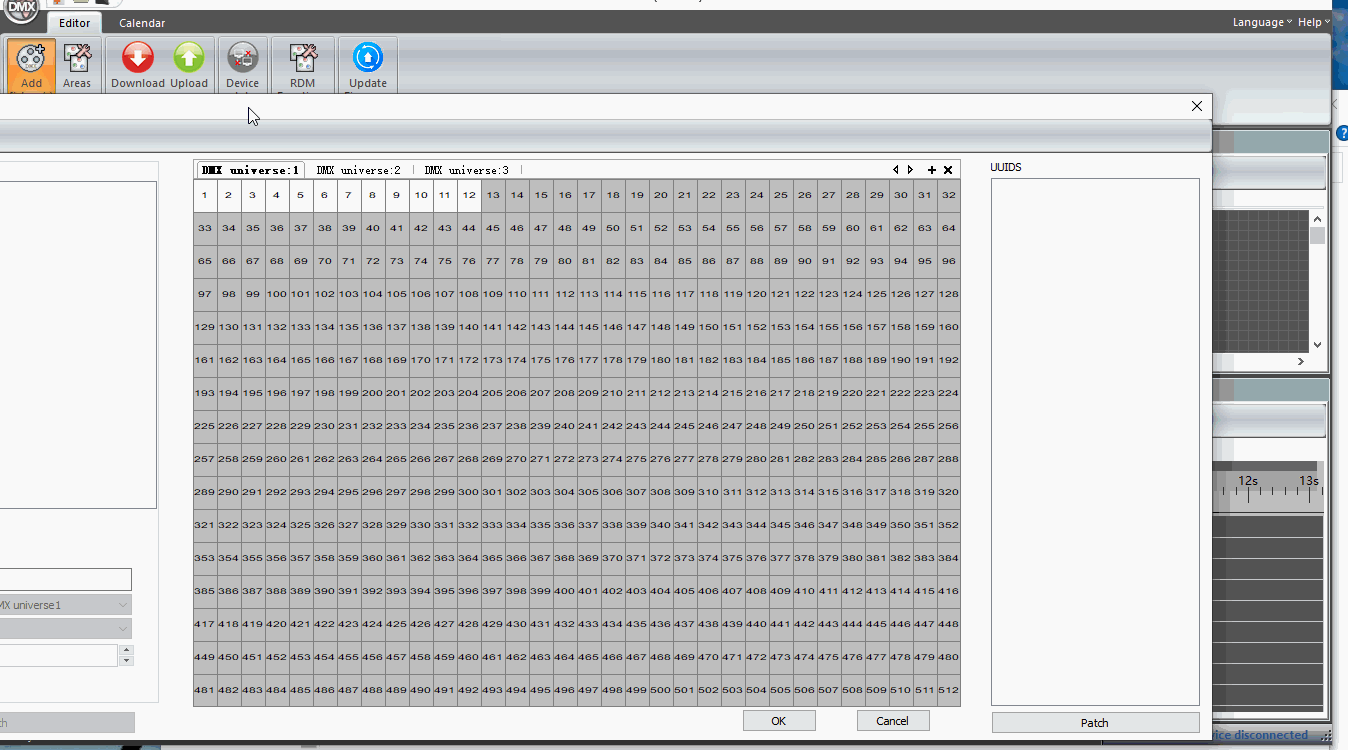 DMX
Editor Calendar Language Help
Add Areas Download Upload Device RDM Update
DMX universe:1 DMX universe:2 DMX universe:3 UUIDS
1 2 3 4 5 6 7 8 9 10 11 12 13 14 15 16 17 18 19 20 21 22 23 24 25 26 27 28 29 30 31 32
33 34 35 36 37 38 39 40 41 42 43 44 45 46 47 48 49 50 51 52 53 54 55 56 57 58 59 60 61 62 63 64
65 66 67 68 69 70 71 72 73 74 75 76 77 78 79 80 81 82 83 84 85 86 87 88 89 90 91 92 93 94 95 96
97 98 99 100 101 102 103 104 105 106 107 108 109 110 111 112 113 114 115 116 117 118 119 120 121 122 123 124 125 126 127 128
129 130 131 132 133 134 135 136 137 138 139 140 141 142 143 144 145 146 147 148 149 150 151 152 153 154 155 156 157 158 159 160
161 162 163 164 165 166 167 168 169 170 171 172 173 174 175 176 177 178 179 180 181 182 183 184 185 186 187 188 189 190 191 192
193 194 195 196 197 198 199 200 201 202 203 204 205 206 207 208 209 210 211 212 213 214 215 216 217 218 219 220 221 222 223 224
225 226 227 228 229 230 231 232 233 234 235 236 237 238 239 240 241 242 243 244 245 246 247 248 249 250 251 252 253 254 255 256
257 258 259 260 261 262 263 264 265 266 267 268 269 270 271 272 273 274 275 276 277 278 279 280 281 282 283 284 285 286 287 288
289 290 291 292 293 294 295 296 297 298 299 300 301 302 303 304 305 306 307 308 309 310 311 312 313 314 315 316 317 318 319 320
12s 13s
321 322 323 324 325 326 327 328 329 330 331 332 333 334 335 336 337 338 339 340 341 342 343 344 345 346 347 348 349 350 351 352
353 354 355 356 357 358 359 360 361 362 363 364 365 366 367 368 369 370 371 372 373 374 375 376 377 378 379 380 381 382 383 384
385 386 387 388 389 390 391 392 393 394 395 396 397 398 399 400 401 402 403 404 405 406 407 408 409 410 411 412 413 414 415 416
MX universe1
417 418 419 420 421 422 423 424 425 426 427 428 429 430 431 432 433 434 435 436 437 438 439 440 441 442 443 444 445 446 447 448
449 450 451 452 453 454 455 456 457 458 459 460 461 462 463 464 465 466 467 468 469 470 471 472 473 474 475 476 477 478 479 480
481 482 483 484 485 486 487 488 489 490 491 492 493 494 495 496 497 498 499 500 501 502 503 504 505 506 507 508 509 510 511 512
OK Cancel Patch
vice disconnected